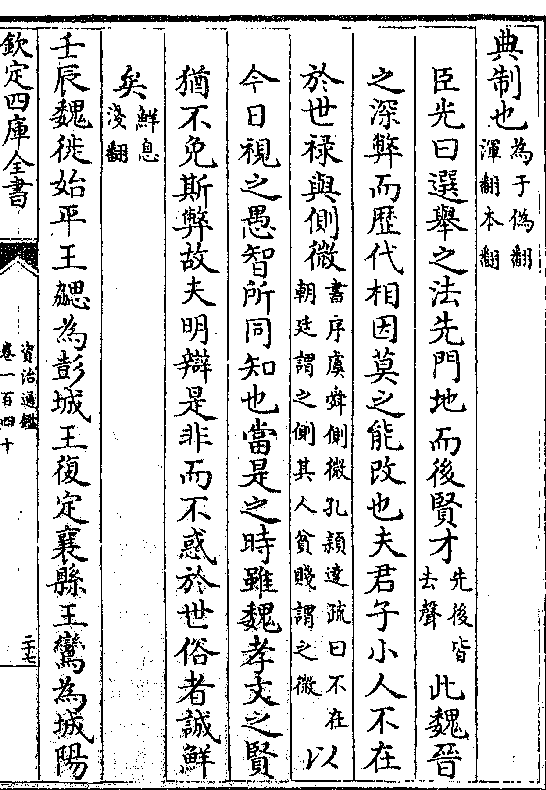 典制也為于偽翻渾翻本翻
臣光曰選舉之法先門地而後賢才先後皆去聲此魏晉
之深弊而歷代相因莫之能改也夫君子小人不在
於世祿與側微書序虞舜側微孔穎達疏曰不在朝廷謂之側其人貧賤謂之微以
今日視之愚智所同知也當是之時雖魏孝文之賢
猶不免斯弊故夫明辯是非而不惑於世俗者誠鮮
矣鮮息淺翻
壬辰魏徙始平王勰為彭城王復定襄縣王鸞為城陽
欽定四庫全書
資治通鑑
卷一百四十
二十七